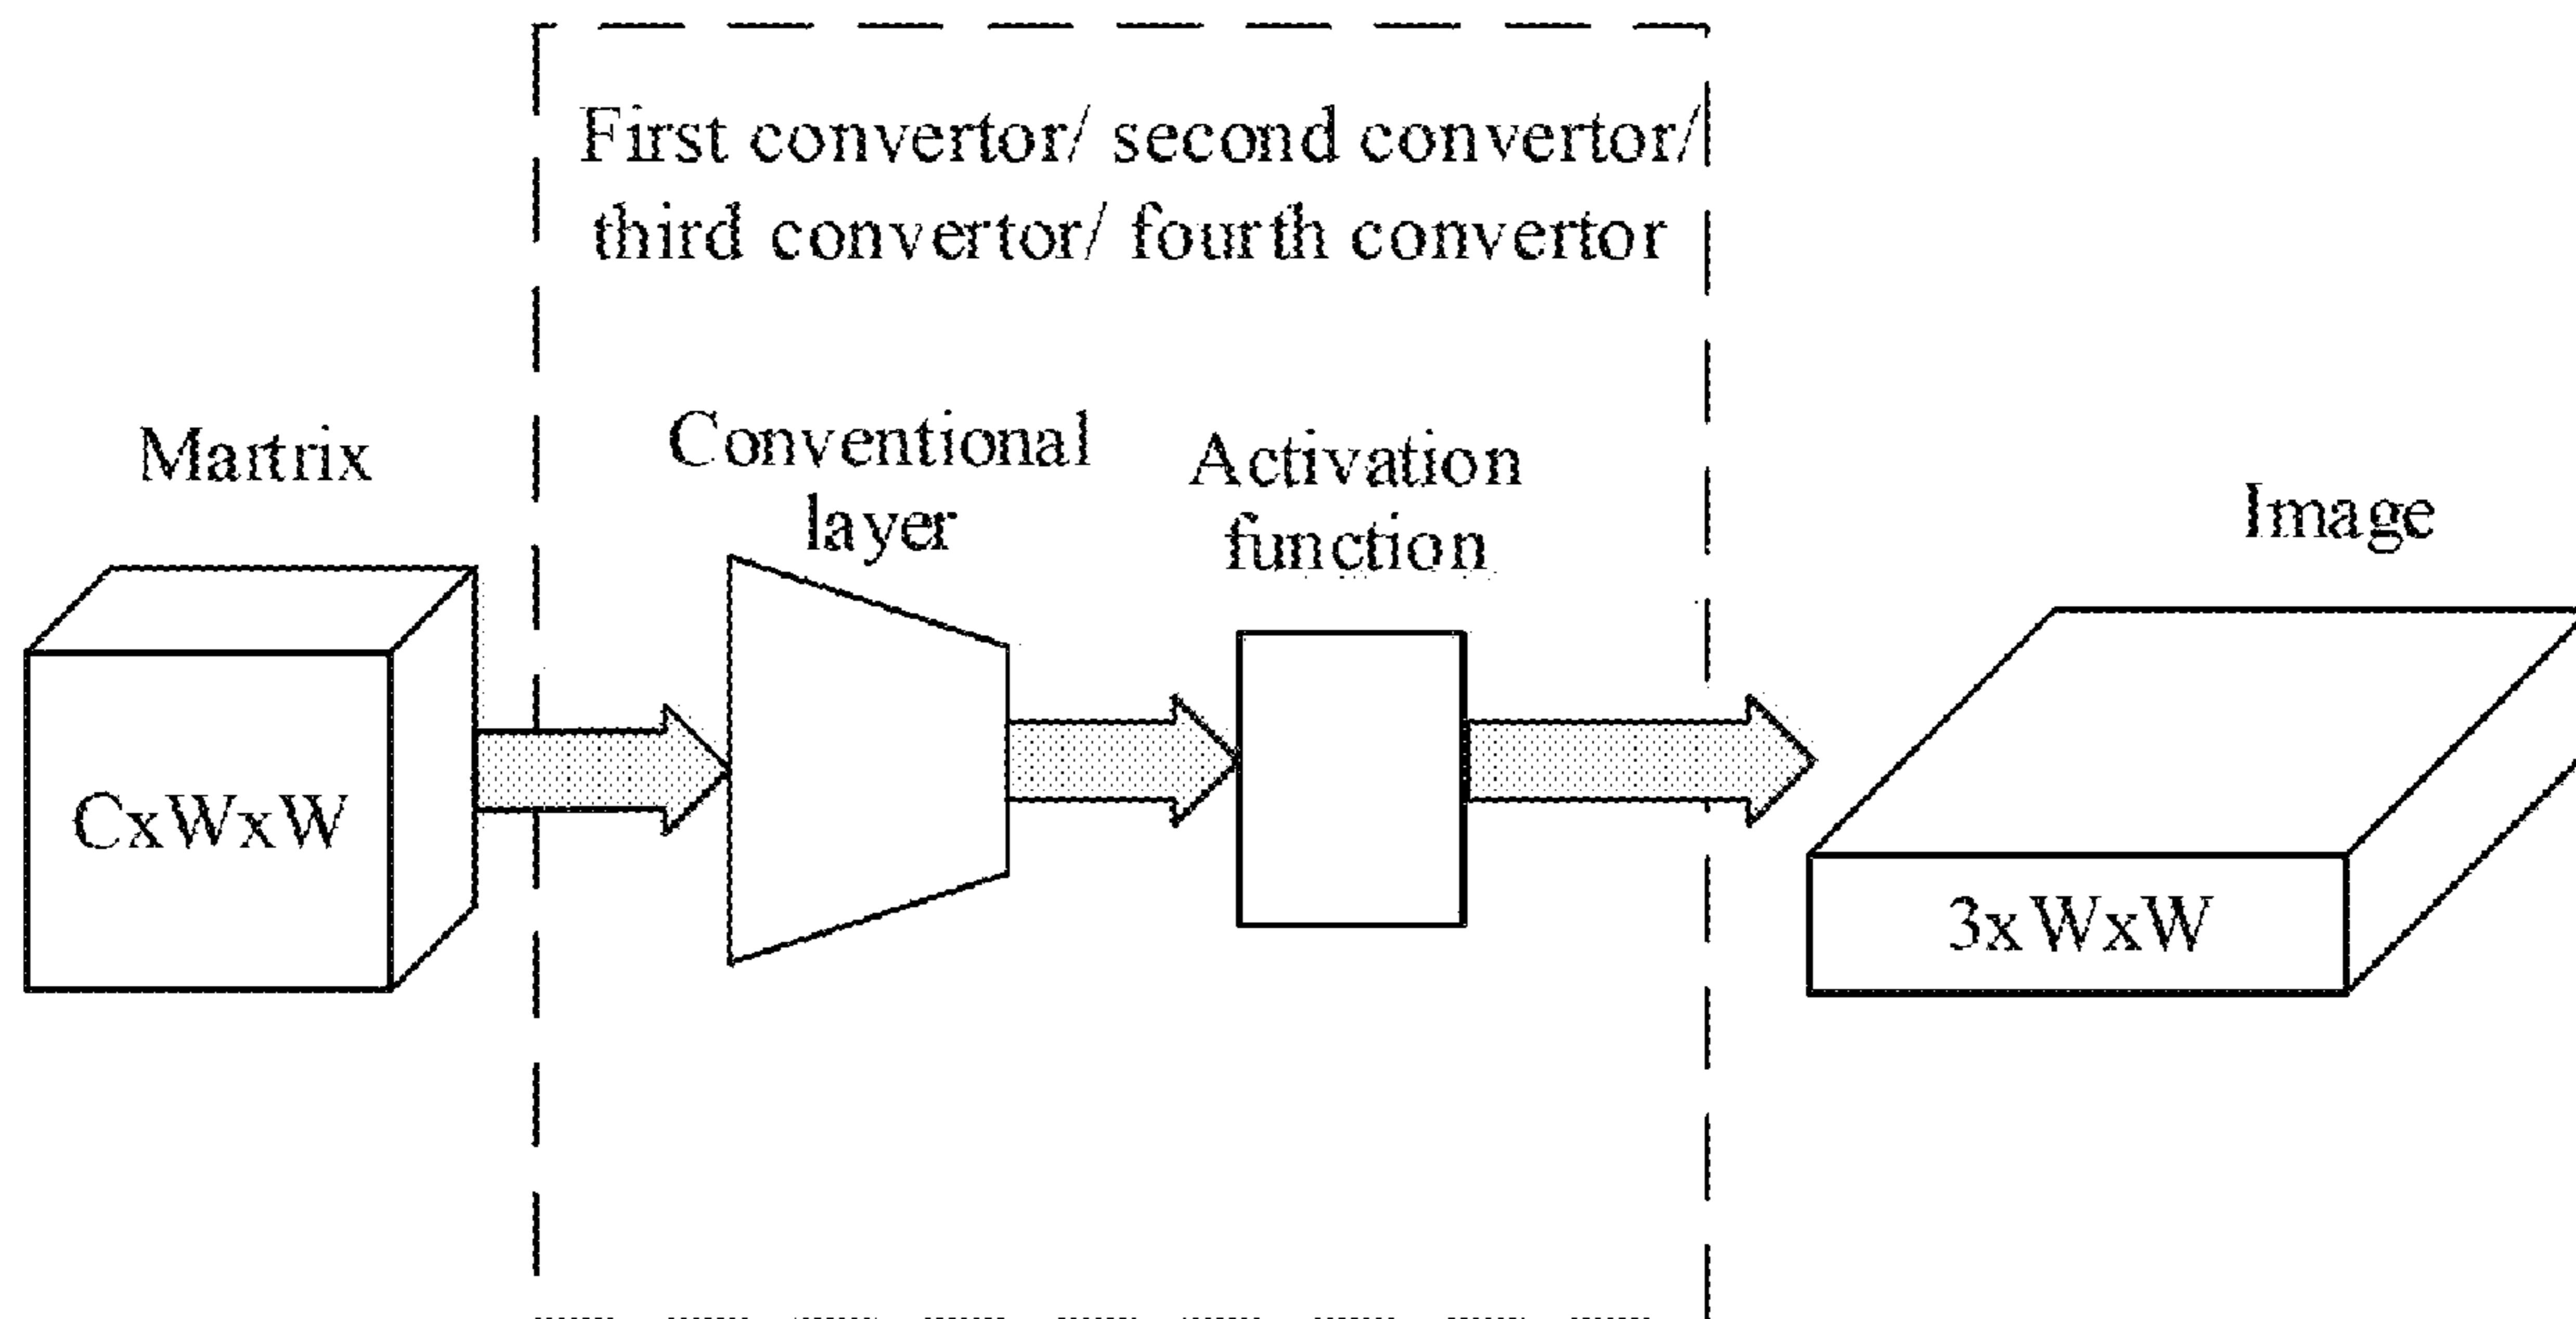 First convertor/ second convertor/
third convertor/ fourth convertor
Martrix
Conventional
layer
Activation
function
Image
CxWxW
3xWxW